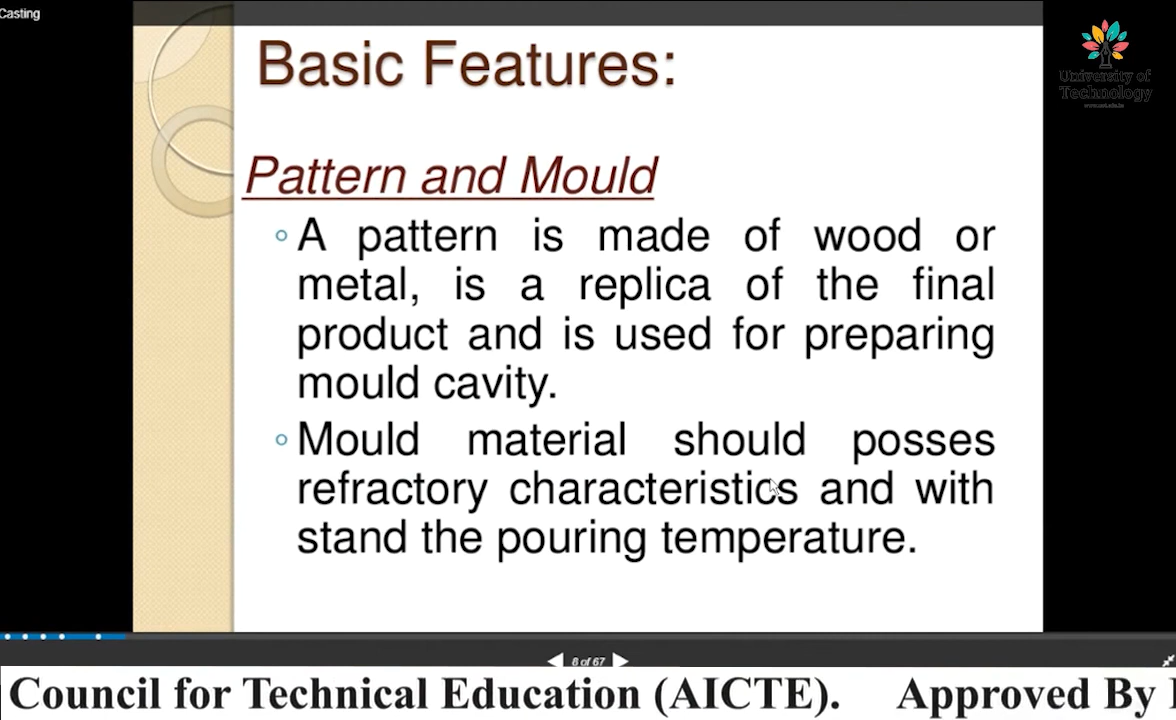 Casting
University of
Technology
Basic Features:
Pattern and Mould
A pattern is made of wood or
metal, is a replica of the final
product and is used for preparing
mould cavity.
Mould material should posses
refractory characteristics and with
stand the pouring temperature.
8 of 67
Council for Technical Education (AICTE). Approved By